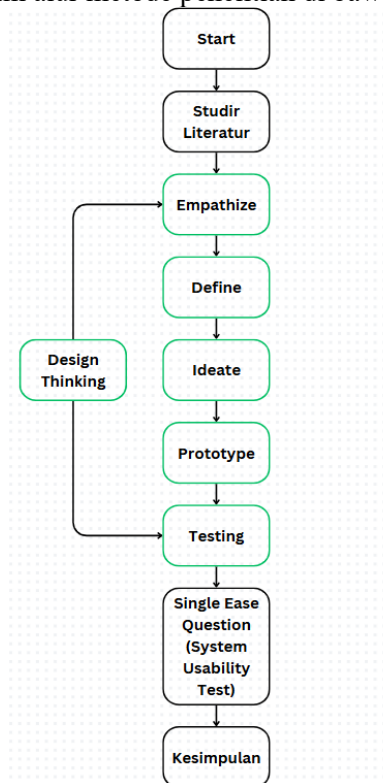 Start
Studir
Literatur
Empathize
Define
Design
Thinking
Ideate
Prototype
Testing
Single Ease
Question
(System
Usability
Test)
Kesimpulan